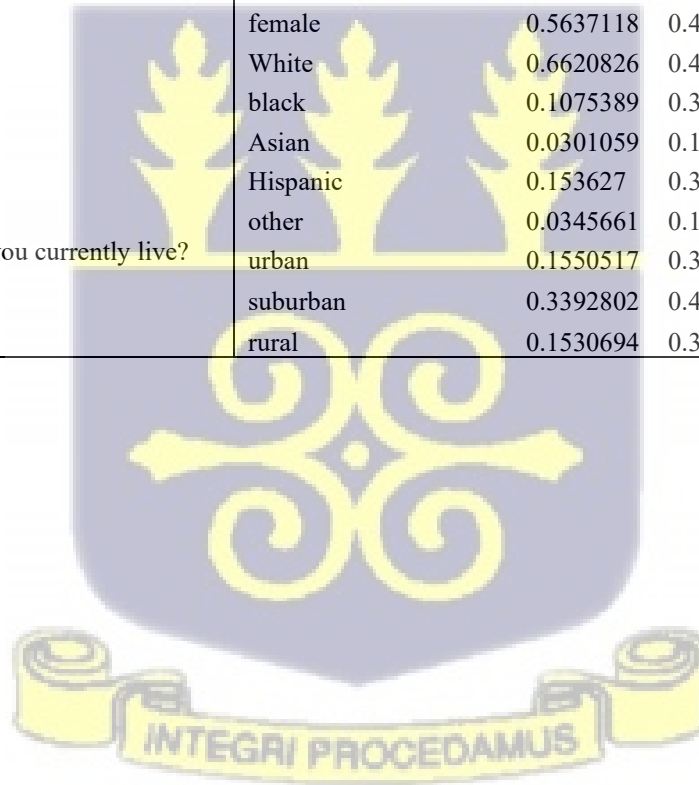 female 0.5637118 0.4
White 0.6620826 0.4
black 0.1075389 0.3
Asian 0.0301059 0.1
Hispanic 0.153627 0.3
other 0.0345661 0.1
you currently live?
urban 0.1550517 0.3
suburban 0.3392802 0.4
rural 0.1530694 0.3
INTEGRI PROCEDAMUS